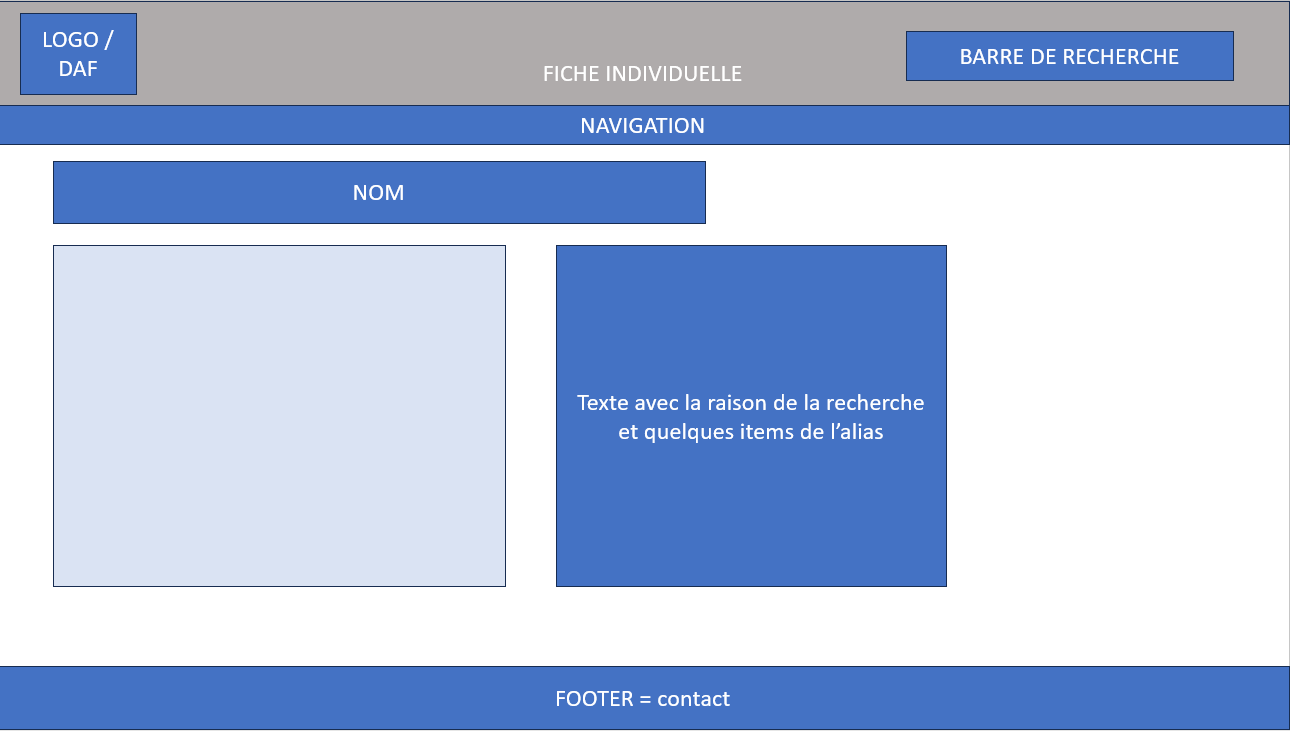 LOGO /
DAF
FICHE INDIVIDUELLE
BARRE DE RECHERCHE
NAVIGATION
NOM
Texte avec la raison de la recherche
et quelques items de l’alias
FOOTER = contact